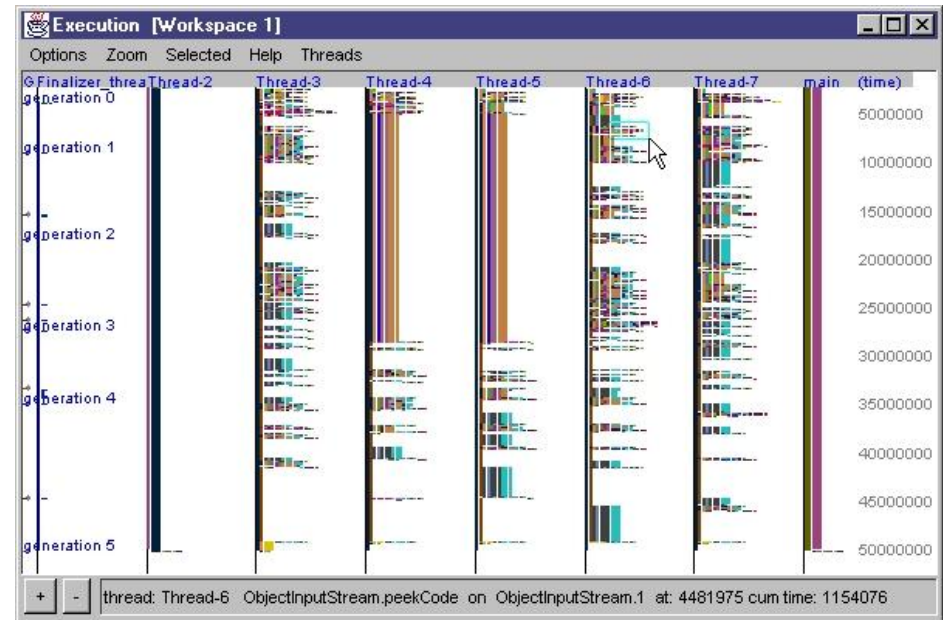 Execution [Workspace 1]
Options Zoom Selected Help Threads
G Finalizer_threa Thread-2 Thread-3 Thread-4 Thread-5 Thread-6 Thread-7 main (time)
generation 0
5000000
generation 1
10000000
15000000
generation 2
20000000
25000000
generation 3
30000000
generation 4
35000000
40000000
45000000
generation 5
50000000
+ - thread: Thread-6 ObjectInputStream.peekCode on ObjectInputStream.1 at: 4481975 cum time: 1154076